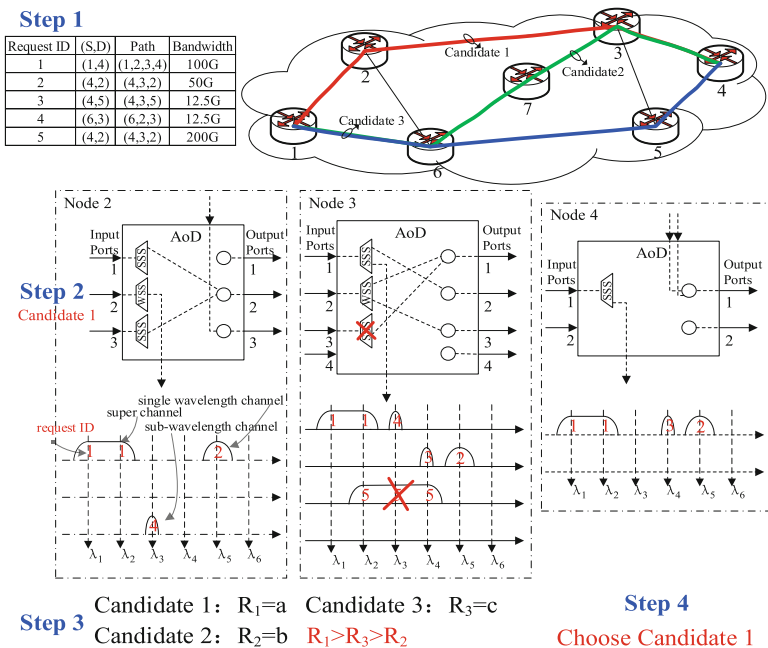 Step 1
Request ID (S,D) Path Bandwidth
1 (1,4) (1,2,3,4) 100G
2 (4,2) (4,3,2) 50G
3 (4,5) (4,3,5) 12.5G
4 (6,3) (6,2,3) 12.5G
5 (4,2) (4,3,2) 200G
Candidate 1
Candidate2
Candidate 3
1
2
3
4
5
6
7
Step 2
Candidate 1
Node 2
Input Ports
AoD
Output Ports
SSS
WSS
SSS
1
2
3
1
2
3
single wavelength channel
super channel
sub-wavelength channel
request ID
1 1 2
4
λ1 λ2 λ3 λ4 λ5 λ6
Node 3
Input Ports
AoD
Output Ports
SSS
WSS
1
2
3
4
1
2
3
4
1 1 4
3 2
5 5
λ1 λ2 λ3 λ4 λ5 λ6
Node 4
Input Ports
AoD
Output Ports
SSS
1
2
1
2
1 1 3 2
λ1 λ2 λ3 λ4 λ5 λ6
Step 3
Candidate 1: R1=a Candidate 3: R3=c
Candidate 2: R2=b R1>R3>R2
Step 4
Choose Candidate 1